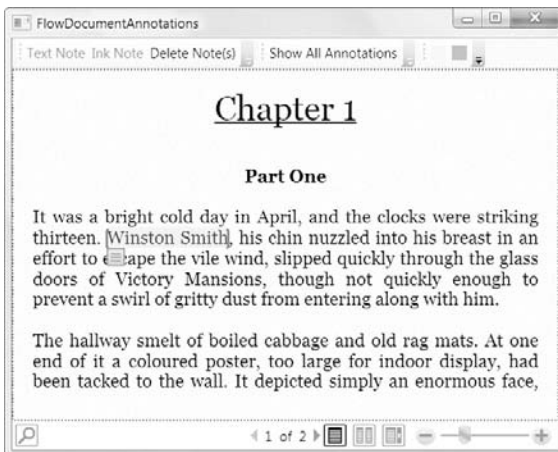 FlowDocumentAnnotations
Text Note Ink Note Delete Note(s) Show All Annotations
Chapter 1
Part One
It was a bright cold day in April, and the clocks were striking
thirteen. Winston Smith, his chin nuzzled into his breast in an
effort to escape the vile wind, slipped quickly through the glass
doors of Victory Mansions, though not quickly enough to
prevent a swirl of gritty dust from entering along with him.
The hallway smelt of boiled cabbage and old rag mats. At one
end of it a coloured poster, too large for indoor display, had
been tacked to the wall. It depicted simply an enormous face,
1 of 2